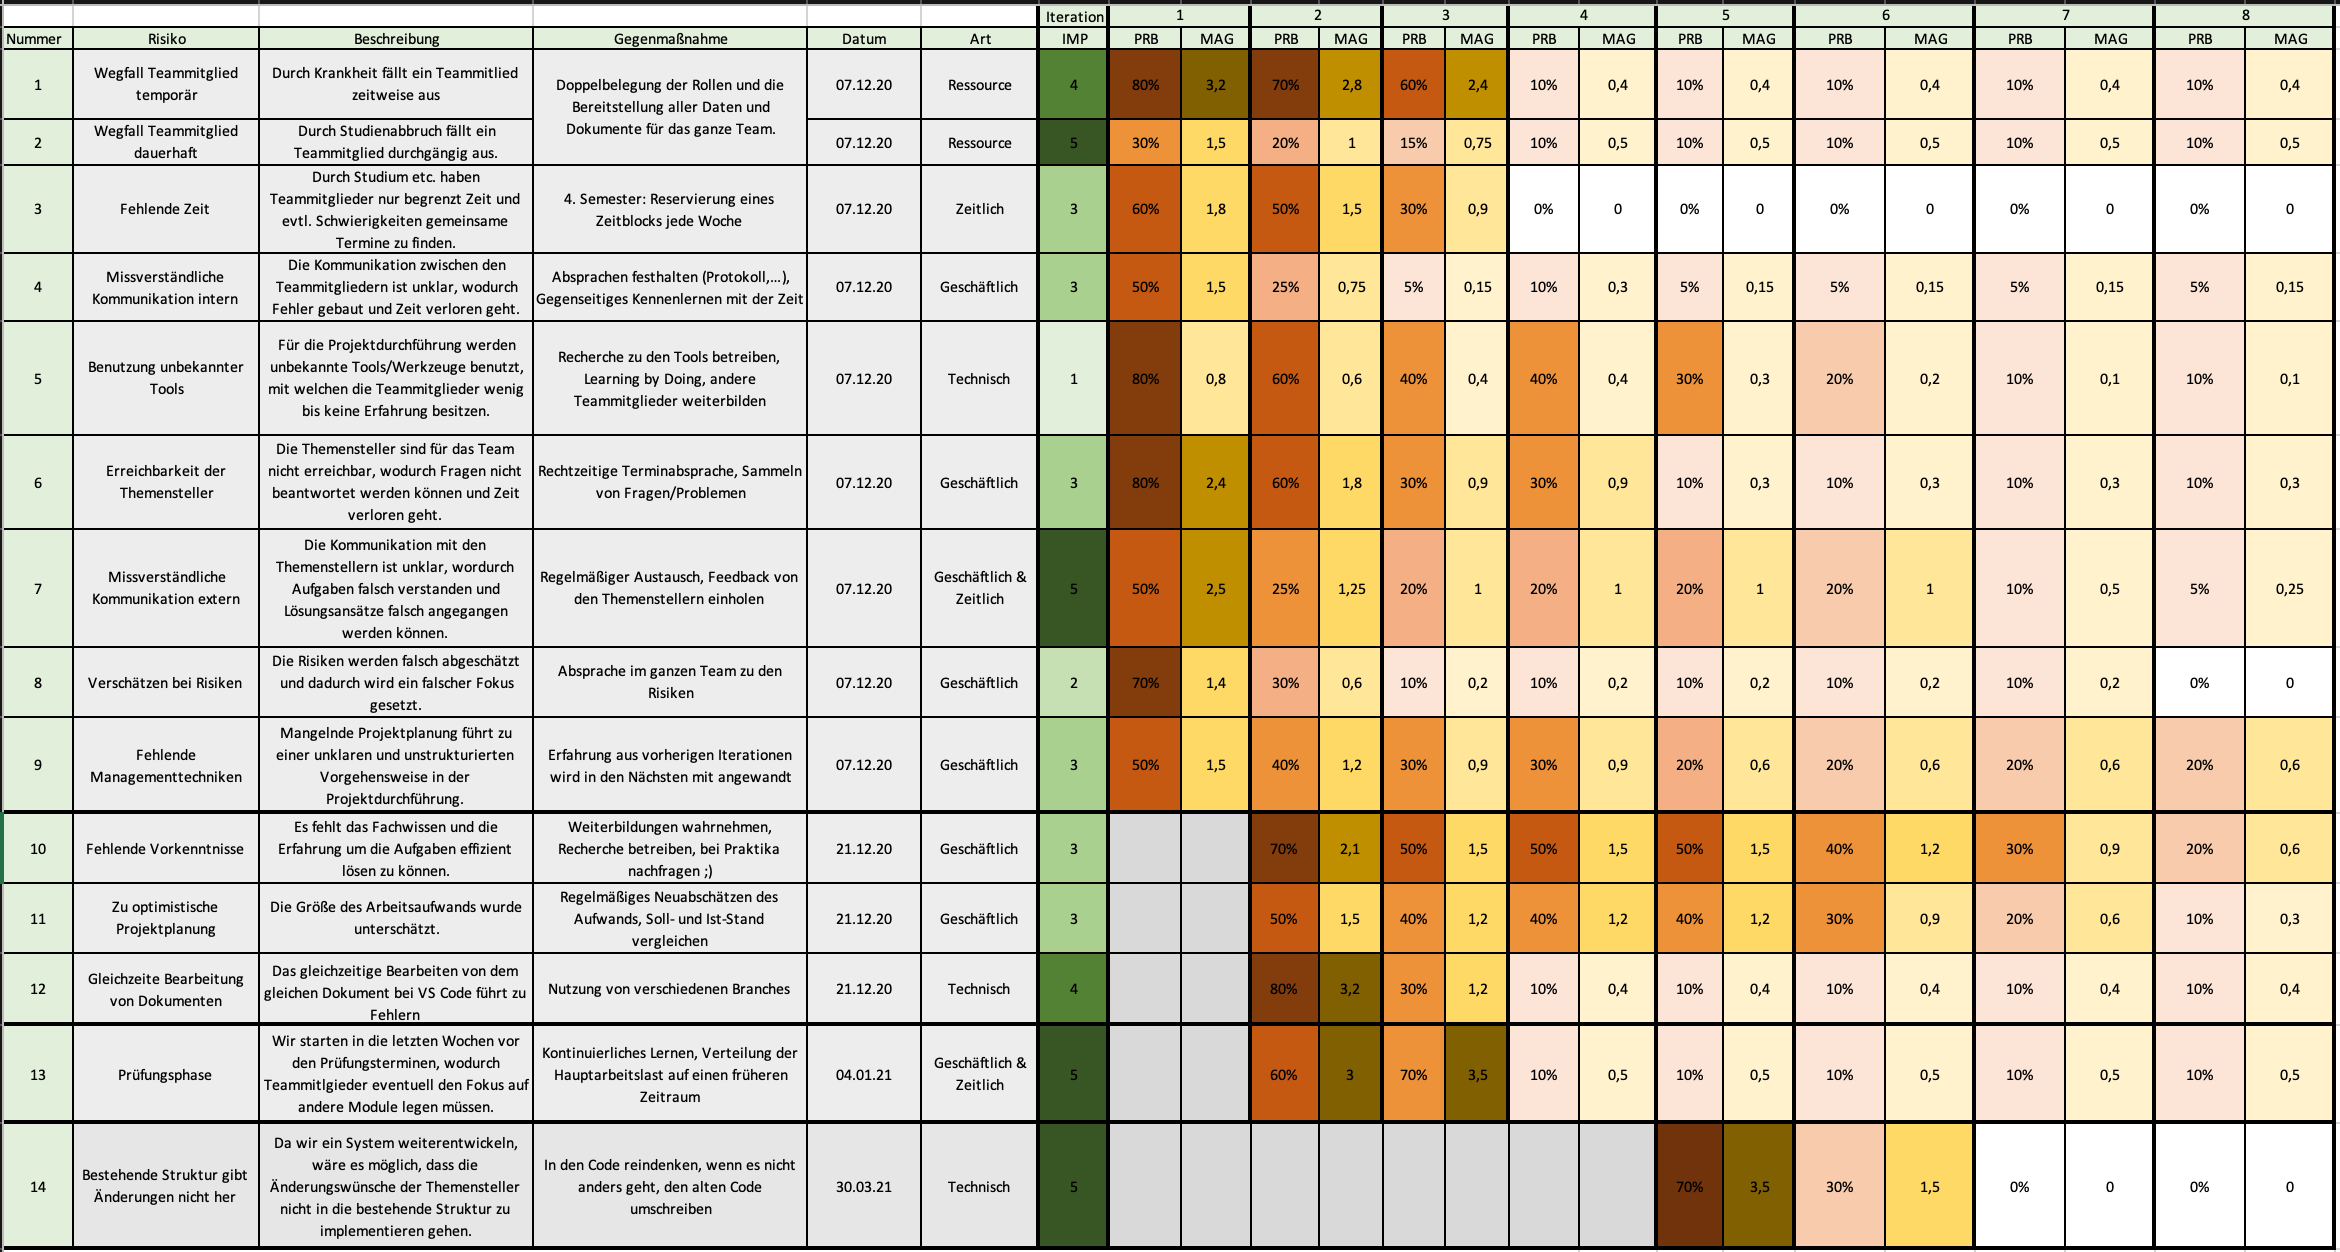 Iteration 1 2 3 4 5 6 7 8
Nummer Risiko Beschreibung Gegenmaßnahme Datum Art IMP PRB MAG PRB MAG PRB MAG PRB MAG PRB MAG PRB MAG PRB MAG PRB MAG
1
Wegfall Teammitglied
temporär
Durch Krankheit fällt ein Teammitlied
zeitweise aus
Doppelbelegung der Rollen und die
Bereitstellung aller Daten und
Dokumente für das ganze Team.
07.12.20 Ressource 4 80% 3,2 70% 2,8 60% 2,4 10% 0,4 10% 0,4 10% 0,4 10% 0,4 10% 0,4
2
Wegfall Teammitglied
dauerhaft
Durch Studienabbruch fällt ein
Teammitglied durchgängig aus.
07.12.20 Ressource 5 30% 1,5 20% 1 15% 0,75 10% 0,5 10% 0,5 10% 0,5 10% 0,5 10% 0,5
3
Fehlende Zeit
Durch Studium etc. haben
Teammitglieder nur begrenzt Zeit und
evtl. Schwierigkeiten gemeinsame
Termine zu finden.
4. Semester: Reservierung eines
Zeitblocks jede Woche
07.12.20 Zeitlich 3 60% 1,8 50% 1,5 30% 0,9 0% 0 0% 0 0% 0 0% 0 0% 0
4
Missverständliche
Kommunikation intern
Die Kommunikation zwischen den
Teammitgliedern ist unklar, wodurch
Fehler gebaut und Zeit verloren geht.
Absprachen festhalten (Protokoll,...),
Gegenseitiges Kennenlernen mit der Zeit
07.12.20 Geschäftlich 3 50% 1,5 25% 0,75 5% 0,15 10% 0,3 5% 0,15 5% 0,15 5% 0,15 5% 0,15
5
Benutzung unbekannter
Tools
Für die Projektdurchführung werden
unbekannte Tools/Werkzeuge benutzt,
mit welchen die Teammitglieder wenig
bis keine Erfahrung besitzen.
Recherche zu den Tools betreiben,
Learning by Doing, andere
Teammitglieder weiterbilden
07.12.20 Technisch 1 80% 0,8 60% 0,6 40% 0,4 40% 0,4 30% 0,3 20% 0,2 10% 0,1 10% 0,1
6
Erreichbarkeit der
Themensteller
Die Themensteller sind für das Team
nicht erreichbar, wodurch Fragen nicht
beantwortet werden können und Zeit
verloren geht.
Rechtzeitige Terminabsprache, Sammeln
von Fragen/Problemen
07.12.20 Geschäftlich 3 80% 2,4 60% 1,8 30% 0,9 30% 0,9 10% 0,3 10% 0,3 10% 0,3 10% 0,3
7
Missverständliche
Kommunikation extern
Die Kommunikation mit den
Themenstellern ist unklar, wordurch
Aufgaben falsch verstanden und
Lösungsansätze falsch angegangen
werden können.
Regelmäßiger Austausch, Feedback von
den Themenstellern einholen
07.12.20
Geschäftlich &
Zeitlich
5 50% 2,5 25% 1,25 20% 1 20% 1 20% 1 20% 1 10% 0,5 5% 0,25
8
Verschätzen bei Risiken
Die Risiken werden falsch abgeschätzt
und dadurch wird ein falscher Fokus
gesetzt.
Absprache im ganzen Team zu den
Risiken
07.12.20 Geschäftlich 2 70% 1,4 30% 0,6 10% 0,2 10% 0,2 10% 0,2 10% 0,2 10% 0,2 0% 0
9
Fehlende
Managementtechniken
Mangelnde Projektplanung führt zu
einer unklaren und unstrukturierten
Vorgehensweise in der
Projektdurchführung.
Erfahrung aus vorherigen Iterationen
wird in den Nächsten mit angewandt
07.12.20 Geschäftlich 3 50% 1,5 40% 1,2 30% 0,9 30% 0,9 20% 0,6 20% 0,6 20% 0,6 20% 0,6
10
Fehlende Vorkenntnisse
Es fehlt das Fachwissen und die
Erfahrung um die Aufgaben effizient
lösen zu können.
Weiterbildungen wahrnehmen,
Recherche betreiben, bei Praktika
nachfragen ;)
21.12.20 Geschäftlich 3 70% 2,1 50% 1,5 50% 1,5 50% 1,5 40% 1,2 30% 0,9 20% 0,6
11
Zu optimistische
Projektplanung
Die Größe des Arbeitsaufwands wurde
unterschätzt.
Regelmäßiges Neuabschätzen des
Aufwands, Soll- und Ist-Stand
vergleichen
21.12.20 Geschäftlich 3 50% 1,5 40% 1,2 40% 1,2 40% 1,2 30% 0,9 20% 0,6 10% 0,3
12
Gleichzeite Bearbeitung
von Dokumenten
Das gleichzeitige Bearbeiten von dem
gleichen Dokument bei VS Code führt zu
Fehlern
Nutzung von verschiedenen Branches
21.12.20 Technisch 4 80% 3,2 30% 1,2 10% 0,4 10% 0,4 10% 0,4 10% 0,4 10% 0,4
13
Prüfungsphase
Wir starten in die letzten Wochen vor
den Prüfungsterminen, wodurch
Teammitlgieder eventuell den Fokus auf
andere Module legen müssen.
Kontinuierliches Lernen, Verteilung der
Hauptarbeitslast auf einen früheren
Zeitraum
04.01.21
Geschäftlich &
Zeitlich
5 60% 3 70% 3,5 10% 0,5 10% 0,5 10% 0,5 10% 0,5 10% 0,5
14
Bestehende Struktur gibt
Änderungen nicht her
Da wir ein System weiterentwickeln,
wäre es möglich, dass die
Änderungswünsche der Themensteller
nicht in die bestehende Struktur zu
implementieren gehen.
In den Code reindenken, wenn es nicht
anders geht, den alten Code
umschreiben
30.03.21 Technisch 5 70% 3,5 30% 1,5 0% 0 0% 0